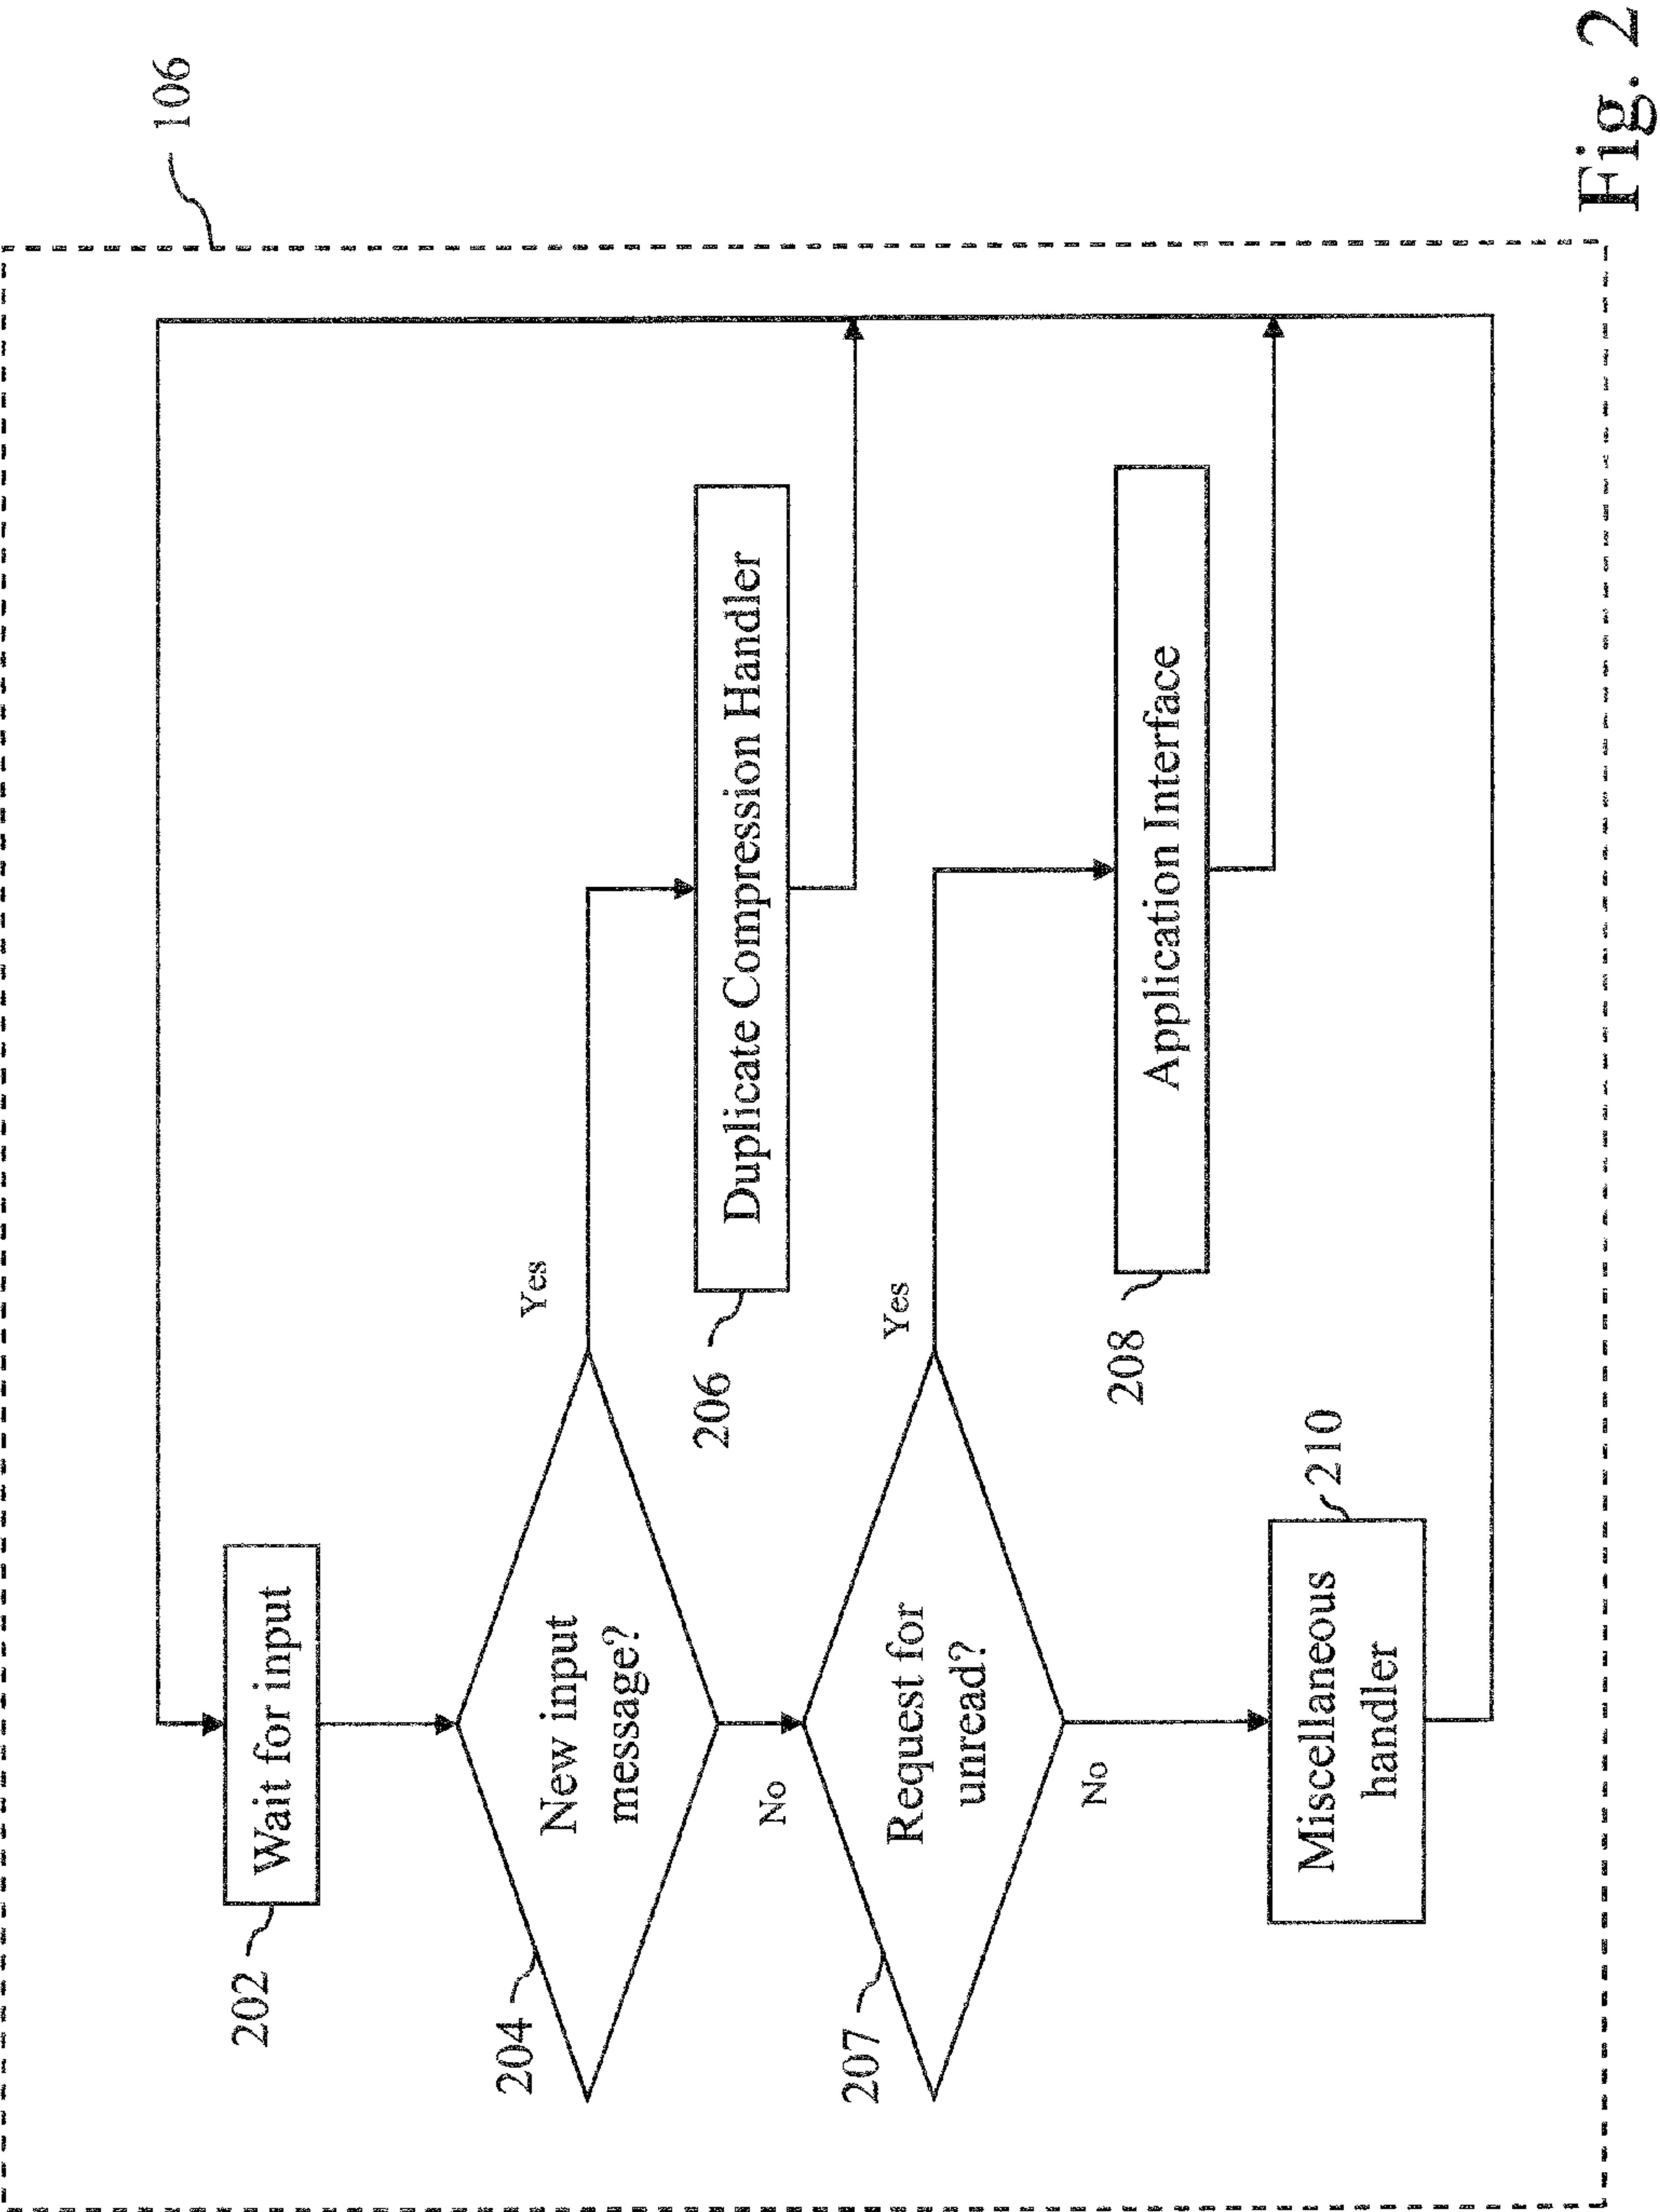 106
202
Wait for input
204
New input
message?
Yes
206
Duplicate Compression Handler
No
207
Request for
unread?
Yes
208
Application Interface
No
210
Miscellaneous
handler
Fig. 2